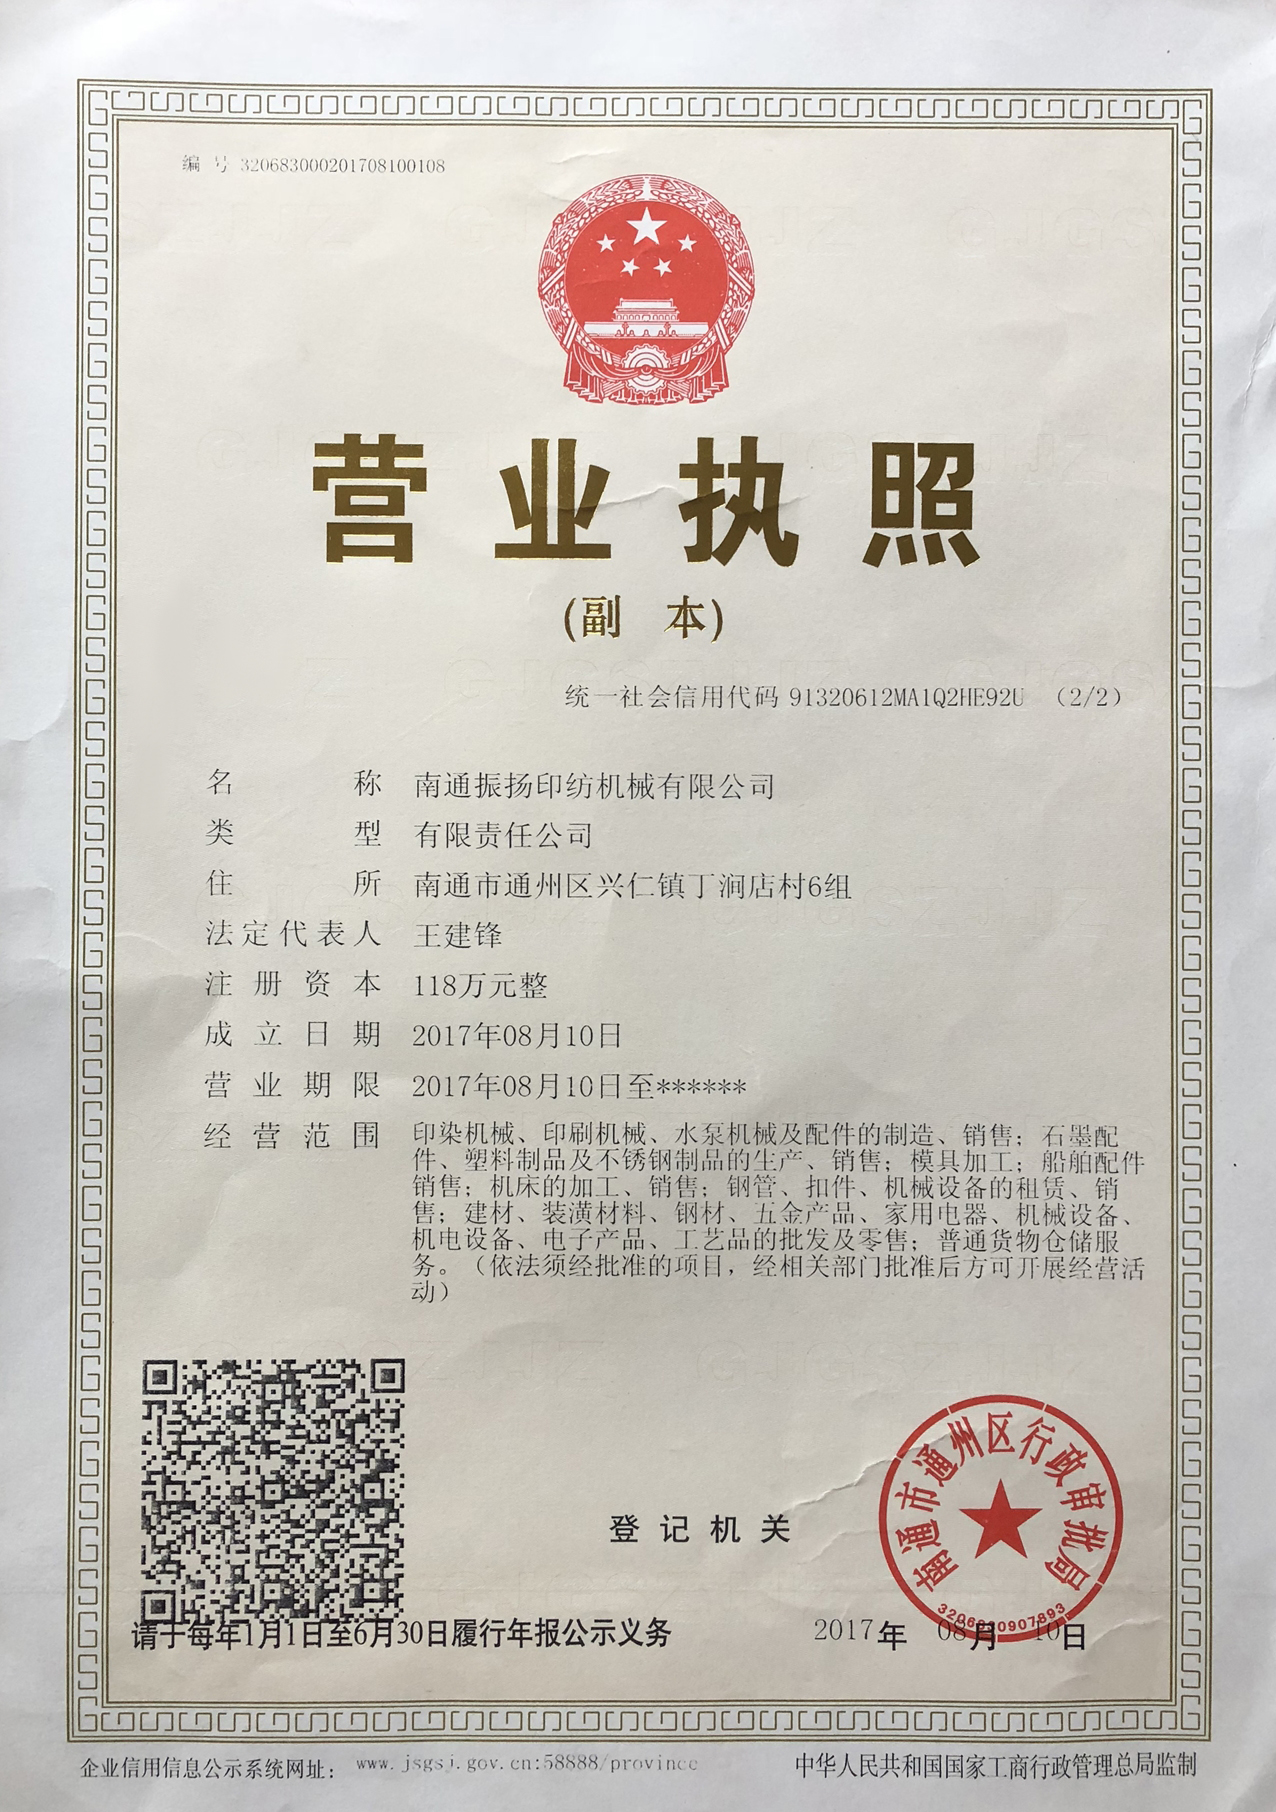 编 号 320683000201708100108
营业执照
(副 本)
统一社会信用代码 91320612MA1Q2HE92U （2/2）
名 称 南通振扬印纺机械有限公司
类 型 有限责任公司
住 所 南通市通州区兴仁镇丁涧店村6组
法定代表人 王建锋
注册资本 118万元整
成立日期 2017年08月10日
营业期限 2017年08月10日至******
经营范围 印染机械、印刷机械、水泵机械及配件的制造、销售；石墨配
件、塑料制品及不锈钢制品的生产、销售；模具加工；船舶配件
销售；机床的加工、销售；钢管、扣件、机械设备的租赁、销
售；建材、装潢材料、钢材、五金产品、家用电器、机械设备、
机电设备、电子产品、工艺品的批发及零售；普通货物仓储服
务。（依法须经批准的项目，经相关部门批准后方可开展经营活
动）
南通市通州区行政审批局
登记机关
请于每年1月1日至6月30日履行年报公示义务
2017年 08月 10日
企业信用信息公示系统网址： www.jsgsj.gov.cn:58888/province
中华人民共和国国家工商行政管理总局监制